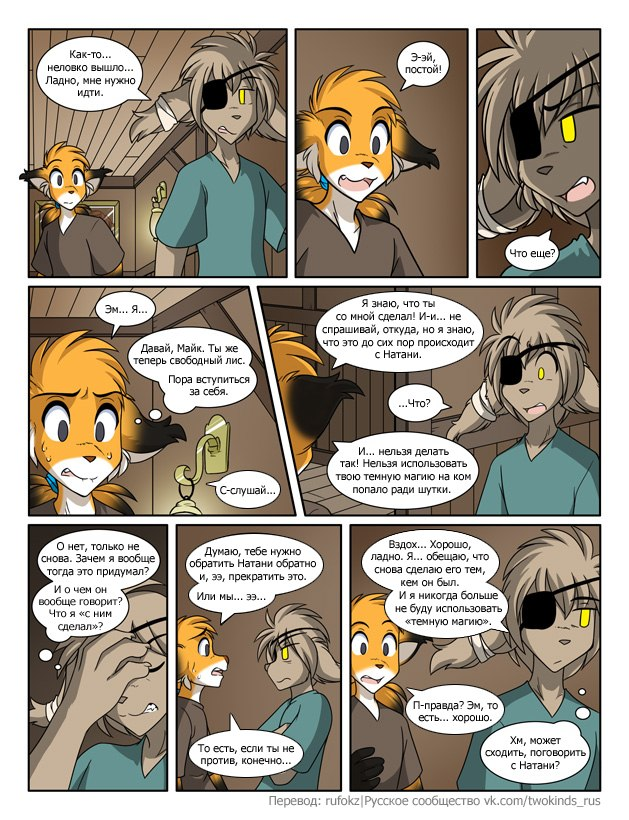 Как-то...
неловко вышло...
Ладно, мне нужно
идти.
Э-эй,
постой!
Что еще?
Эм... Я...
Давай, Майк. Ты же
теперь свободный лис.
Пора вступиться
за себя.
С-слушай...
Я знаю, что ты
со мной сделал! И-и... не
спрашивай, откуда, но я знаю,
что это до сих пор происходит
с Натани.
...Что?
И... нельзя делать
так! Нельзя использовать
твою темную магию на ком
попало ради шутки.
О нет, только не
снова. Зачем я вообще
тогда это придумал?
И о чем он
вообще говорит?
Что я «с ним
сделал»?
Думаю, тебе нужно
обратить Натани обратно
и, ээ, прекратить это.
Или мы... ээ...
То есть, если ты не
против, конечно...
Вздох... Хорошо,
ладно. Я... обещаю, что
снова сделаю его тем,
кем он был.
И я никогда больше
не буду использовать
«темную магию».
П-правда? Эм, то
есть... хорошо.
Хм, может
сходить, поговорить
с Натани?
Перевод: rufokz|Русское сообщество vk.com/twokinds_rus